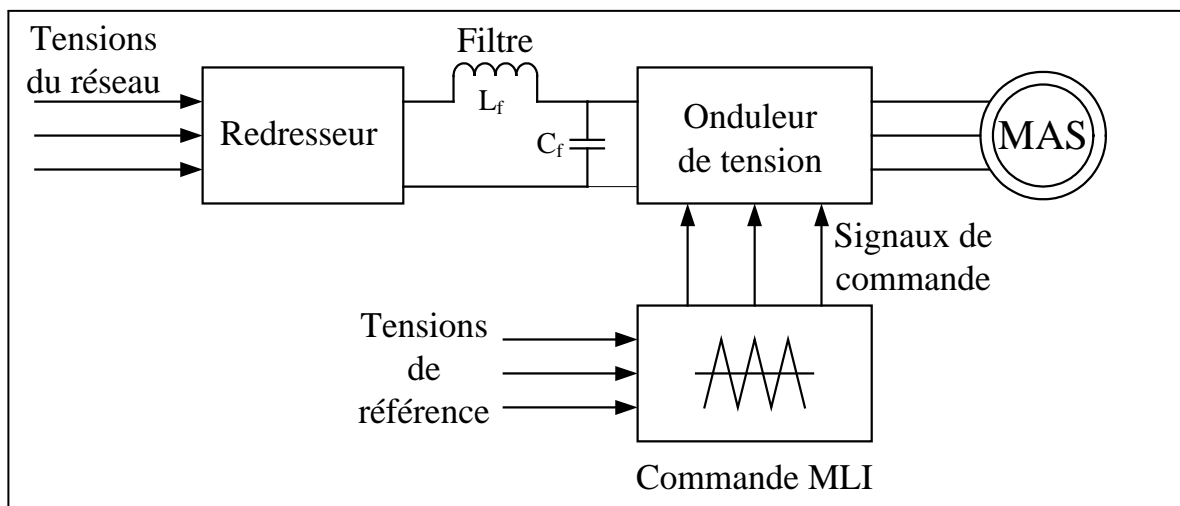 Tensions
du réseau
Redresseur
Filtre
Lf
Cf
Onduleur
de tension
MAS
Signaux de
commande
Tensions
de
référence
Commande MLI